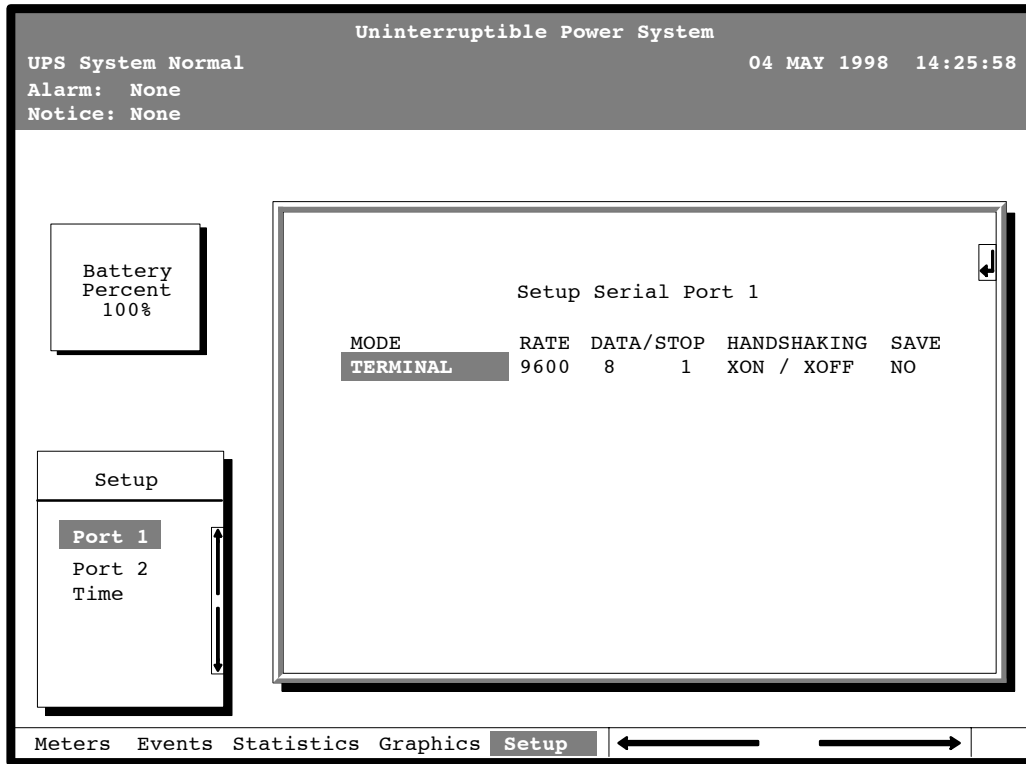 Uninterruptible Power System
UPS System Normal 04 MAY 1998 14:25:58
Alarm: None
Notice: None
Battery
Percent
100%
Setup Serial Port 1
MODE RATE DATA/STOP HANDSHAKING SAVE
TERMINAL 9600 8 1 XON / XOFF NO
Setup
Port 1
Port 2
Time
Meters Events Statistics Graphics Setup